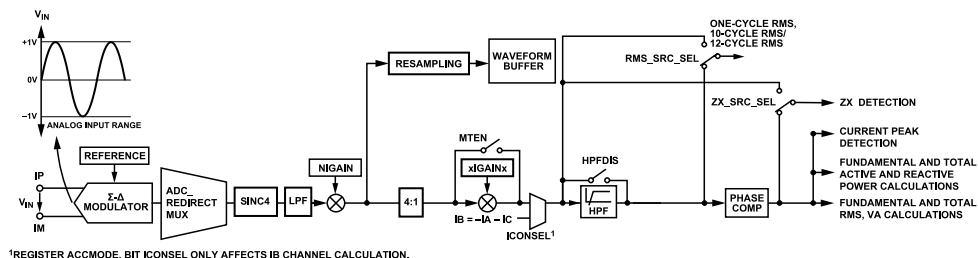 VIN
+1V
0V
–1V
ANALOG INPUT RANGE
REFERENCE
IP
VIN
IM
Σ-Δ
MODULATOR
ADC_
REDIRECT
MUX
SINC4
LPF
NIGAIN
RESAMPLING
WAVEFORM
BUFFER
4:1
MTEN
xIGAINx
IB = –IA – IC
ICONSEL1
HPFDIS
HPF
ONE-CYCLE RMS,
10-CYCLE RMS/
12-CYCLE RMS
RMS_SRC_SEL
ZX_SRC_SEL
ZX DETECTION
PHASE
COMP
CURRENT PEAK
DETECTION
FUNDAMENTAL AND TOTAL
ACTIVE AND REACTIVE
POWER CALCULATIONS
FUNDAMENTAL AND TOTAL
RMS, VA CALCULATIONS
1REGISTER ACCMODE, BIT ICONSEL ONLY AFFECTS IB CHANNEL CALCULATION.